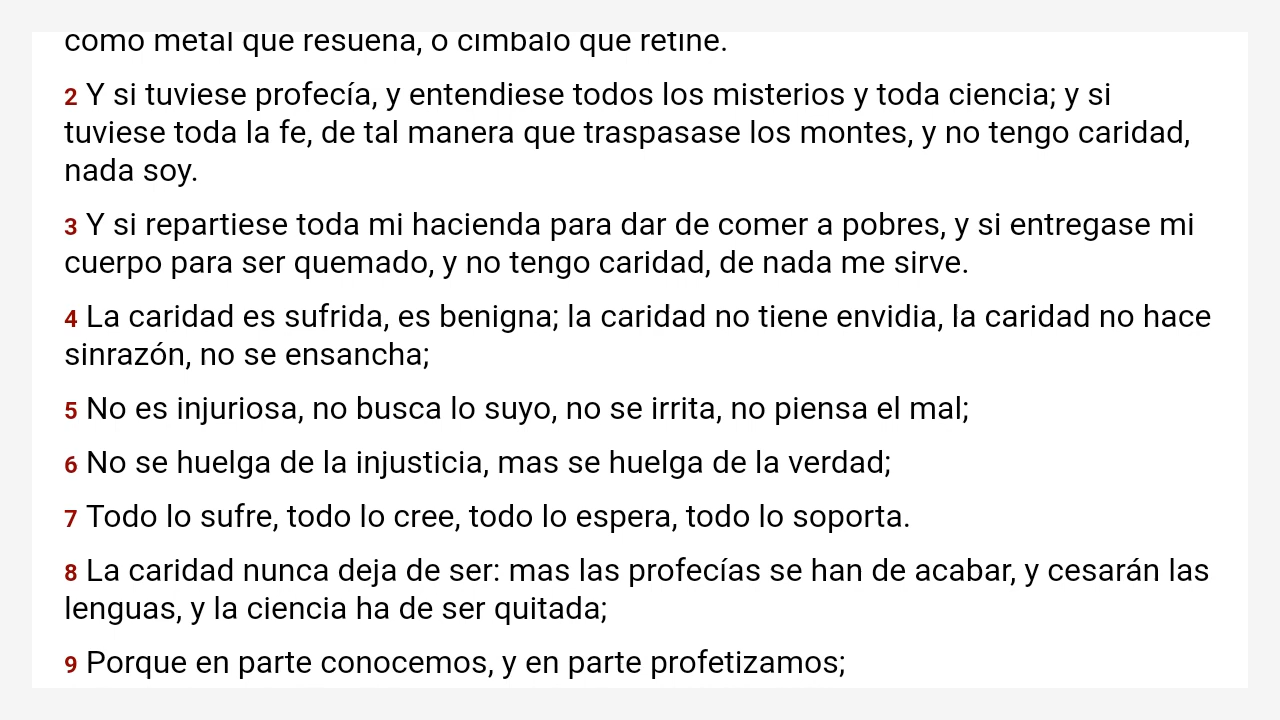 como metal que resuena, o címbalo que retiñe.
2 Y si tuviese profecía, y entendiese todos los misterios y toda ciencia; y si
tuviese toda la fe, de tal manera que traspasase los montes, y no tengo caridad,
nada soy.
3 Y si repartiese toda mi hacienda para dar de comer a pobres, y si entregase mi
cuerpo para ser quemado, y no tengo caridad, de nada me sirve.
4 La caridad es sufrida, es benigna; la caridad no tiene envidia, la caridad no hace
sinrazón, no se ensancha;
5 No es injuriosa, no busca lo suyo, no se irrita, no piensa el mal;
6 No se huelga de la injusticia, mas se huelga de la verdad;
7 Todo lo sufre, todo lo cree, todo lo espera, todo lo soporta.
8 La caridad nunca deja de ser: mas las profecías se han de acabar, y cesarán las
lenguas, y la ciencia ha de ser quitada;
9 Porque en parte conocemos, y en parte profetizamos;